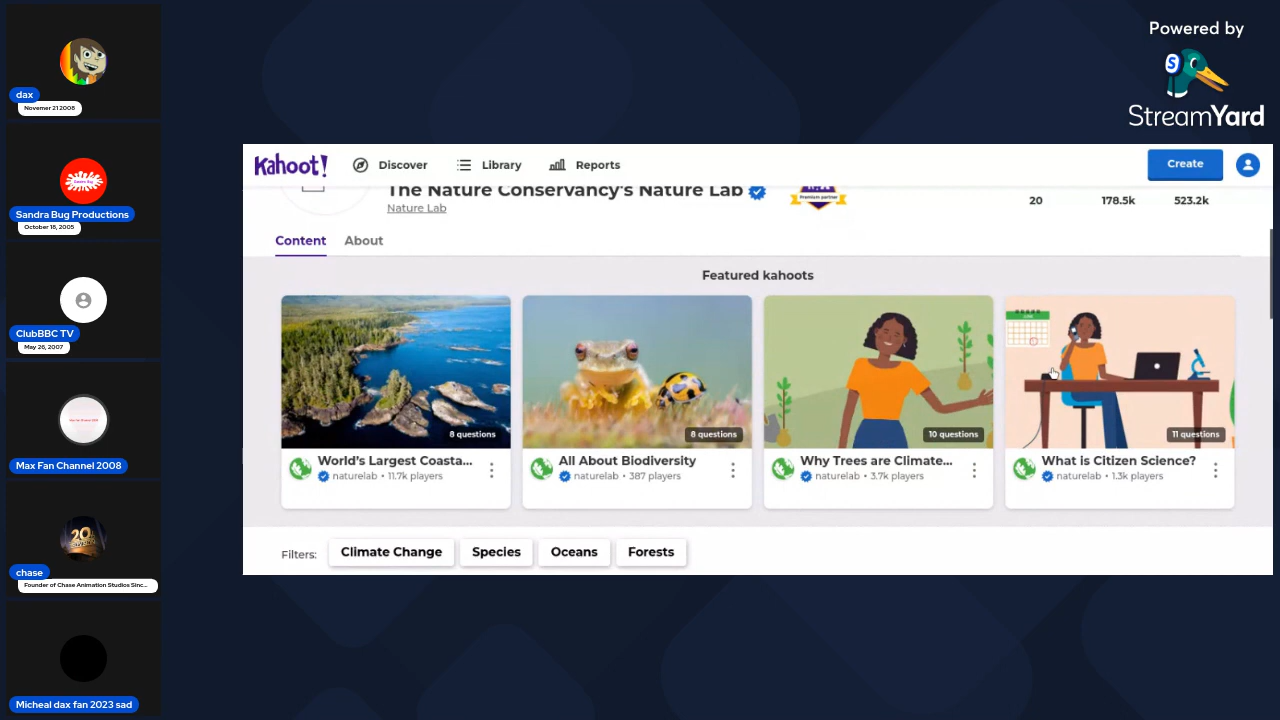 dax
Novemer 21 2008
Sandra Bug Productions
October 16, 2005
ClubBBC TV
May 26, 2007
Max Fan Channel 2008
chase
Founder of Chase Animation Studios Sinc...
Micheal dax fan 2023 sad
Powered by
S
StreamYard
Kahoot!
Discover
Library
Reports
Create
The Nature Conservancy's Nature Lab
Nature Lab
Premium partner
20
178.5k
523.2k
Content
About
Featured kahoots
8 questions
8 questions
10 questions
11 questions
World's Largest Coasta...
naturelab • 11.7k players
All About Biodiversity
naturelab • 387 players
Why Trees are Climate...
naturelab • 3.7k players
What is Citizen Science?
naturelab • 1.3k players
Filters:
Climate Change
Species
Oceans
Forests